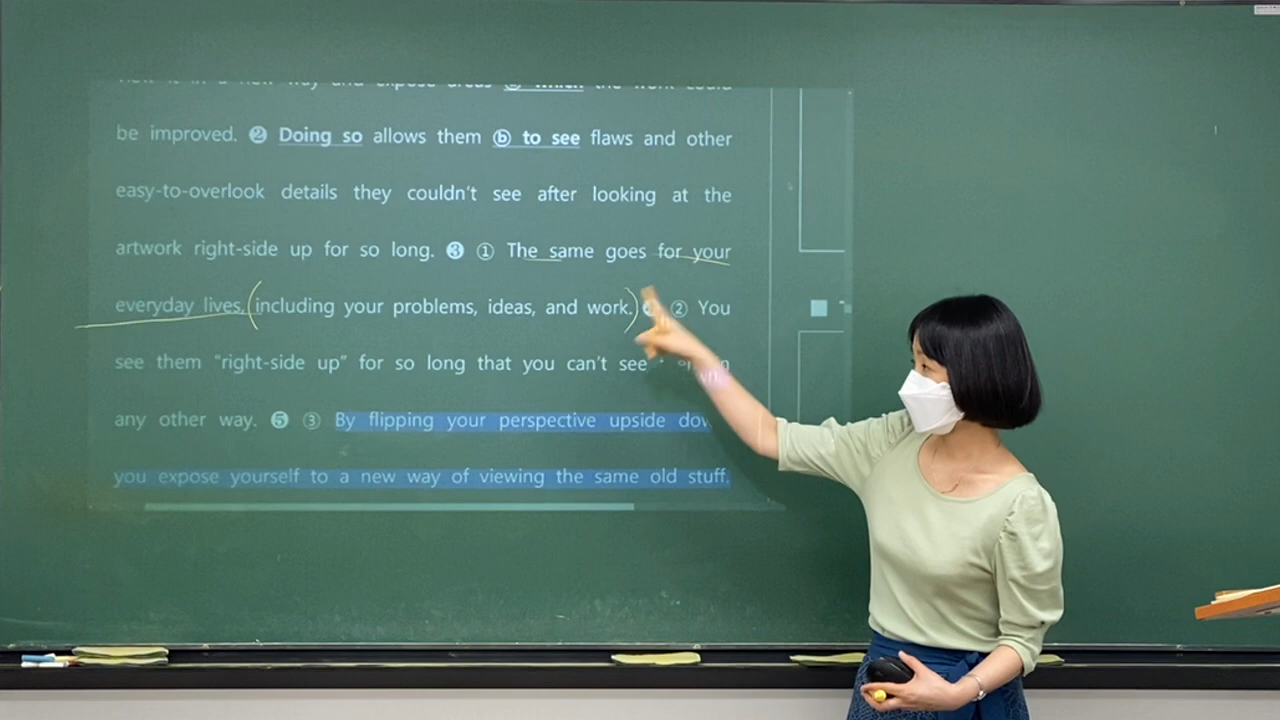 be improved. ❷ Doing so allows them ⓑ to see flaws and other
easy-to-overlook details they couldn't see after looking at the
artwork right-side up for so long. ❸ ① The same goes for your
everyday lives, (including your problems, ideas, and work.) ② You
see them “right-side up” for so long that you can't see
any other way. ❺ ③ By flipping your perspective upside
you expose yourself to a new way of viewing the same old stuff.